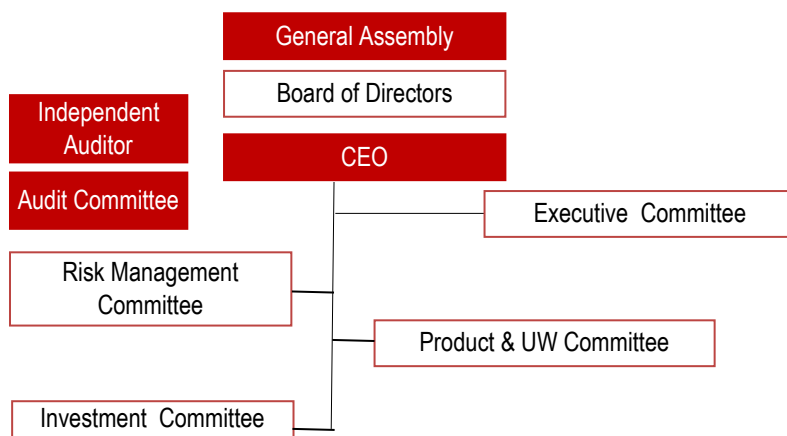 General Assembly
Board of Directors
Independent
Auditor
CEO
Audit Committee
Executive Committee
Risk Management
Committee
Product & UW Committee
Investment Committee